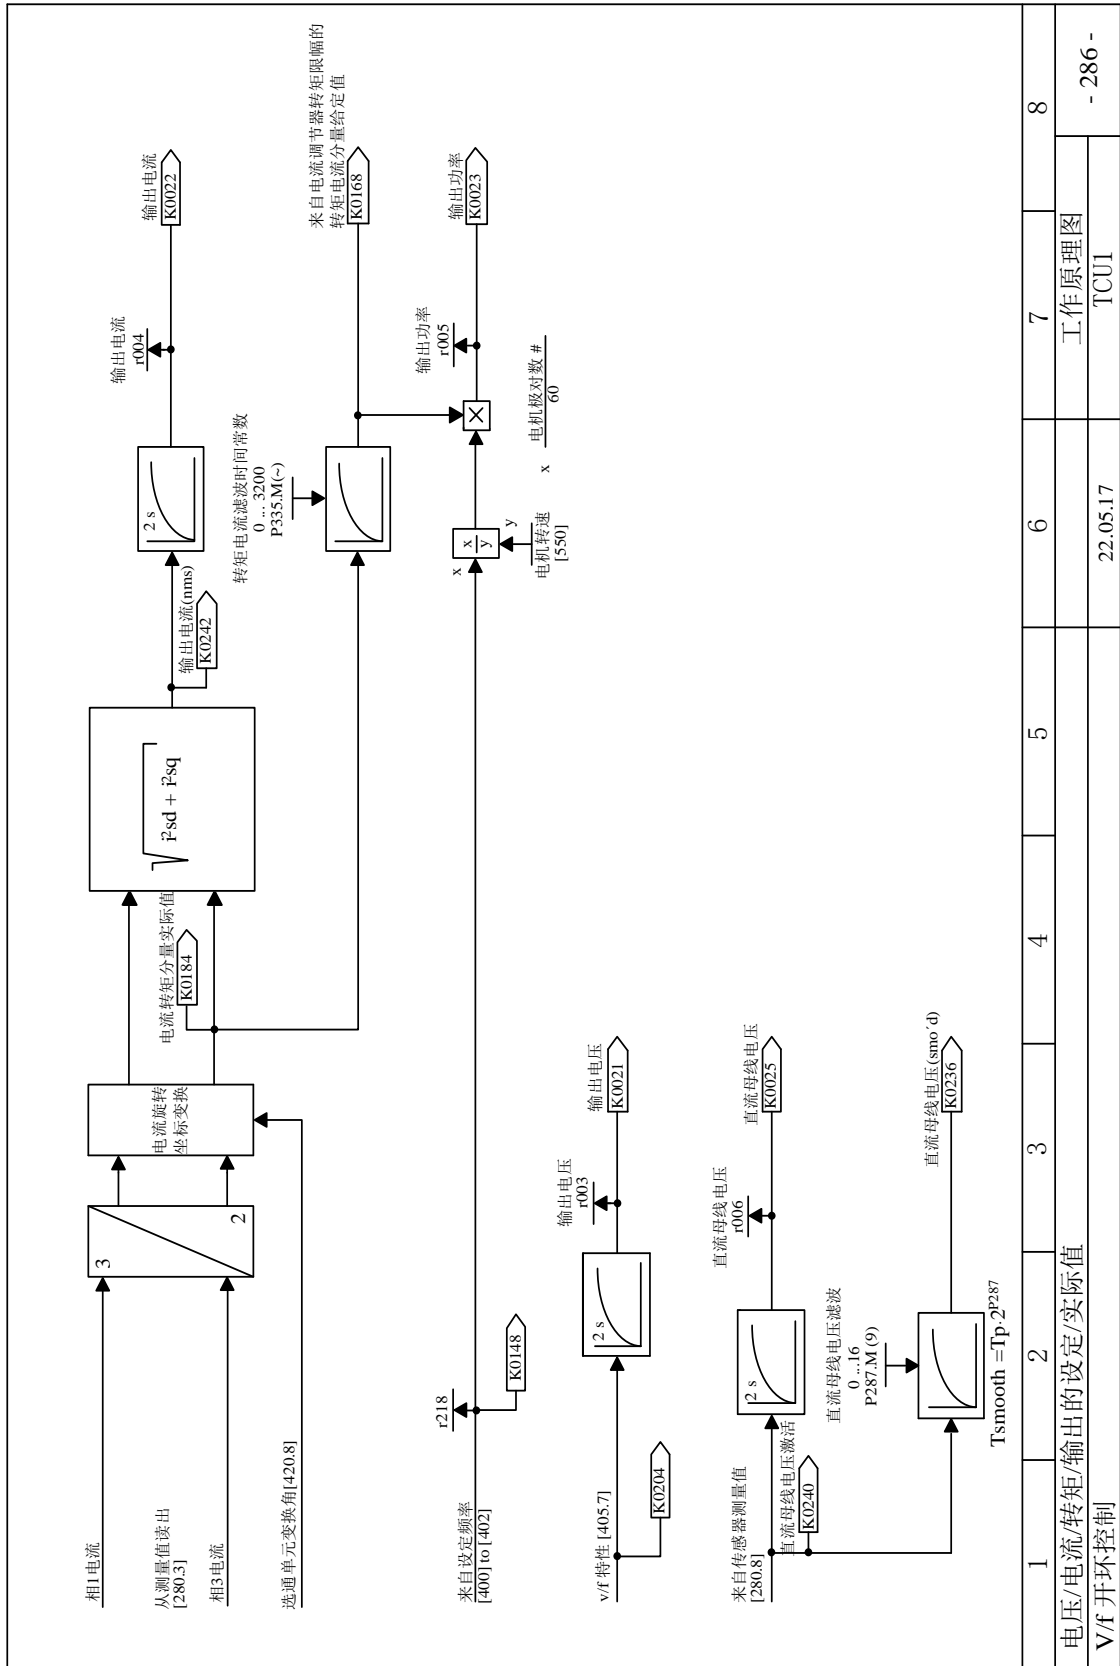 相1电流
从测量值读出
[280.3]
相3电流
选通单元变换角[420.8]
3
2
电流旋转
坐标变换
电流转矩分量实际值
K0184
i²sd + i²sq
输出电流(nms)
K0242
2 s
输出电流
r004
输出电流
K0022
转矩电流滤波时间常数
0 ... 3200
P335.M(~)
来自电流调节器转矩限幅的
转矩电流分量给定值
K0168
来自设定频率
[400] to [402]
r218
K0148
x
x
y
y
电机转速
[550]
x
电机极对数 #
60
输出功率
r005
输出功率
K0023
v/f 特性 [405.7]
K0204
2 s
输出电压
r003
输出电压
K0021
来自传感器测量值
[280.8]
直流母线电压激活
K0240
2 s
直流母线电压
r006
直流母线电压
K0025
直流母线电压滤波
0 ...16
P287.M (9)
Tsmooth =Tp·2P287
直流母线电压(smo´d)
K0236
1
2
3
4
5
6
7
8
电压/电流/转矩/输出的设定/实际值
工作原理图
- 286 -
V/f 开环控制
22.05.17
TCU1